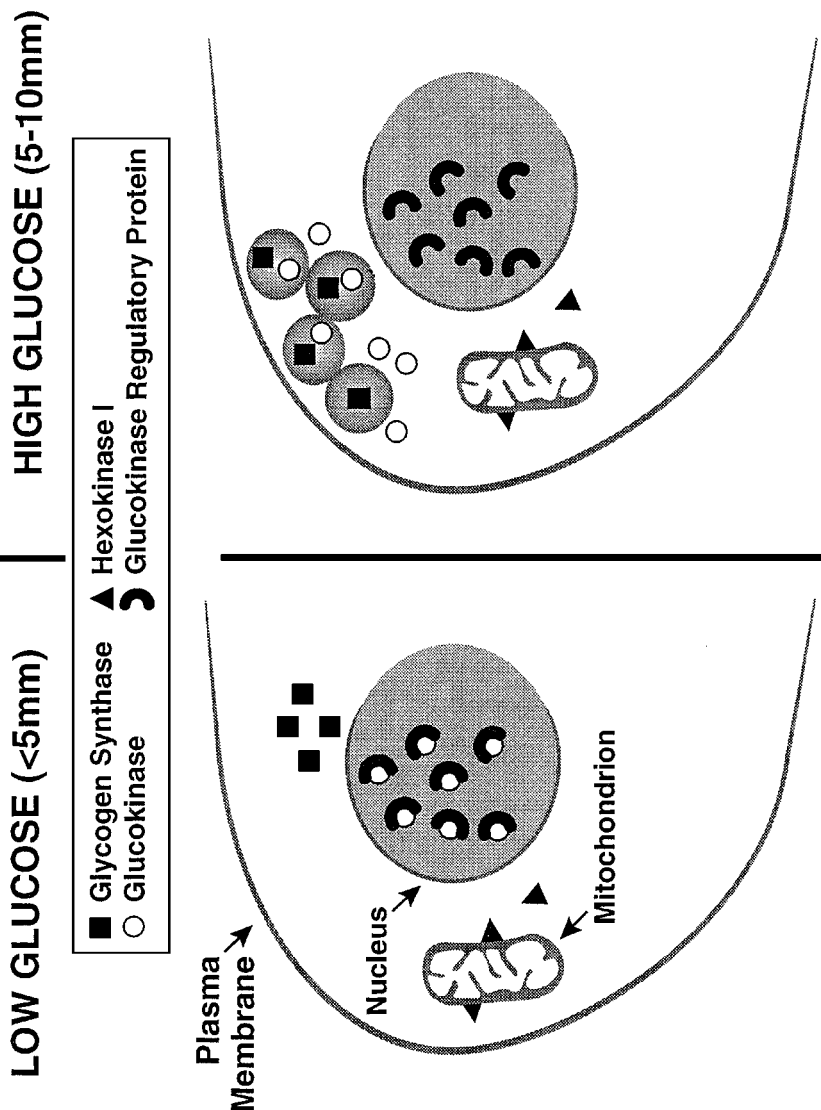 LOW GLUCOSE (<5mm)
HIGH GLUCOSE (5-10mm)
Glycogen Synthase
Hexokinase I
Glucokinase
Glucokinase Regulatory Protein
Plasma
Membrane
Nucleus
Mitochondrion